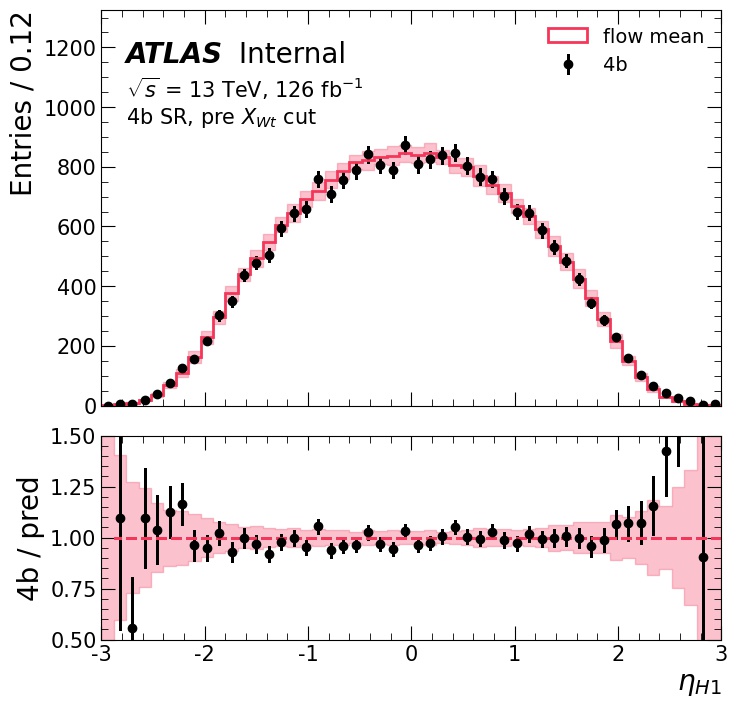 Entries / 0.12
1200
1000
800
600
400
200
0
ATLAS Internal
√s = 13 TeV, 126 fb⁻¹
4b SR, pre X_Wt cut
flow mean
4b
4b / pred
1.50
1.25
1.00
0.75
0.50
-3 -2 -1 0 1 2 3
η_H1